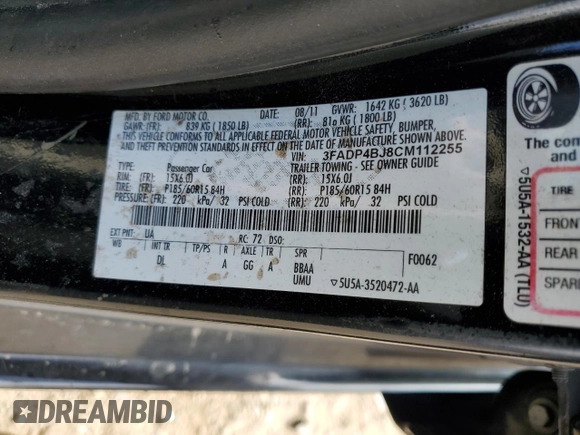 MFD. BY FORD MOTOR CO. DATE: 08/11 GVWR: 1642 KG ( 3620 LB)
GAWR: (FR): 839 KG ( 1850 LB) (RR): 816 KG ( 1800 LB)
THIS VEHICLE CONFORMS TO ALL APPLICABLE FEDERAL MOTOR VEHICLE SAFETY, BUMPER,
AND THEFT PREVENTION STANDARDS IN EFFECT ON THE DATE OF MANUFACTURE SHOWN ABOVE.
VIN: 3FADP4BJ8CM112255
TYPE: Passenger Car TRAILER TOWING - SEE OWNER GUIDE
RIM: (FR): 15X6.0J (RR): 15X6.0J
TIRE: (FR): P185/60R15 84H (RR): P185/60R15 84H
PRESSURE: (FR): 220 kPa/ 32 PSI COLD (RR): 220 kPa/ 32 PSI COLD
EXT PNT: UA RC: 72 DSO: F0062
WB INT TR TP/PS R AXLE TR SPR
DL A GG A BBAA
UMU ▽5U5A-3520472-AA
▽5U5A-1532-AA (TLU)
TIRE
FRONT
REAR
SPARE
DREAMBID